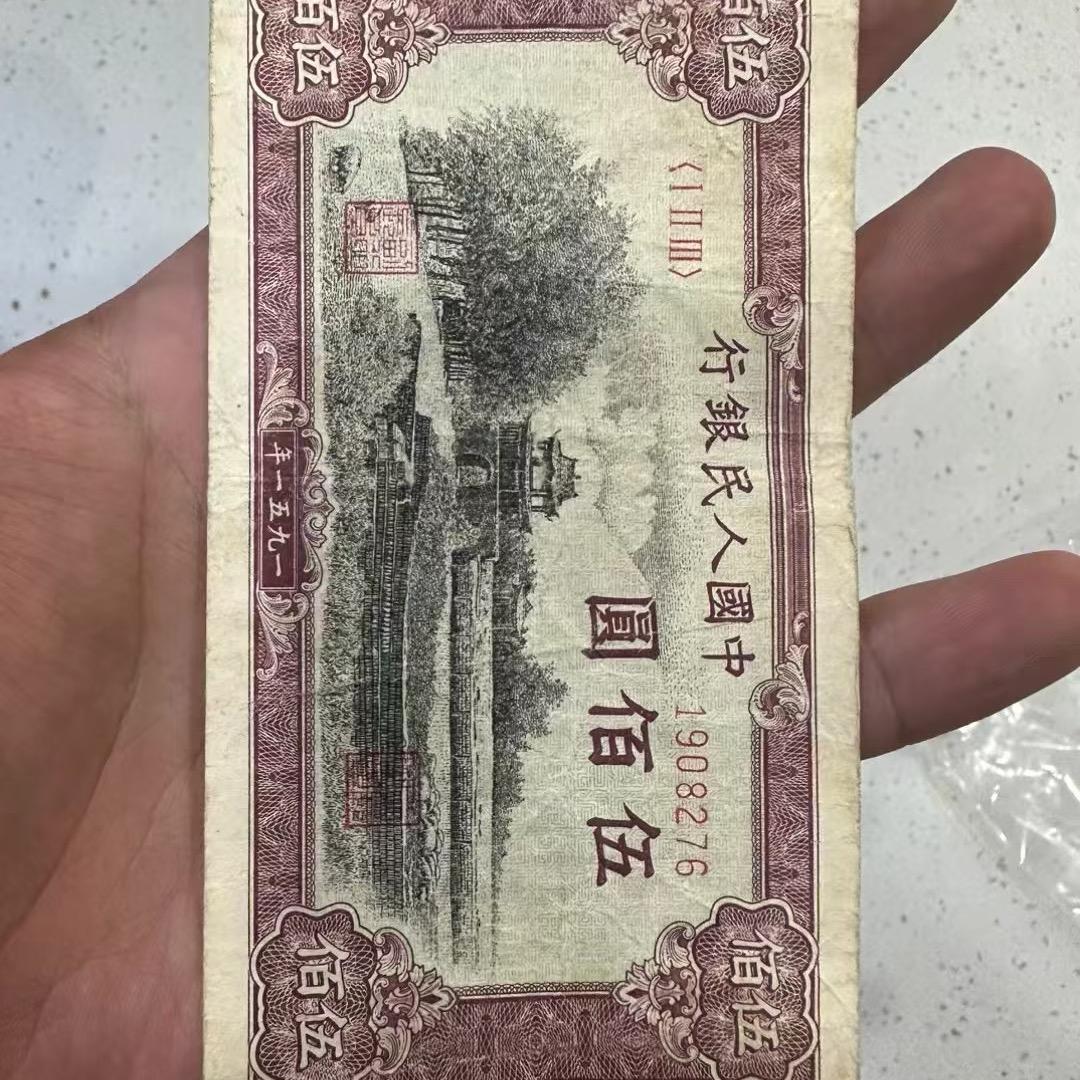 伍佰
伍佰
中國人民銀行
〈I II III〉
1908276
伍佰圓
一九五一年
伍佰
伍佰